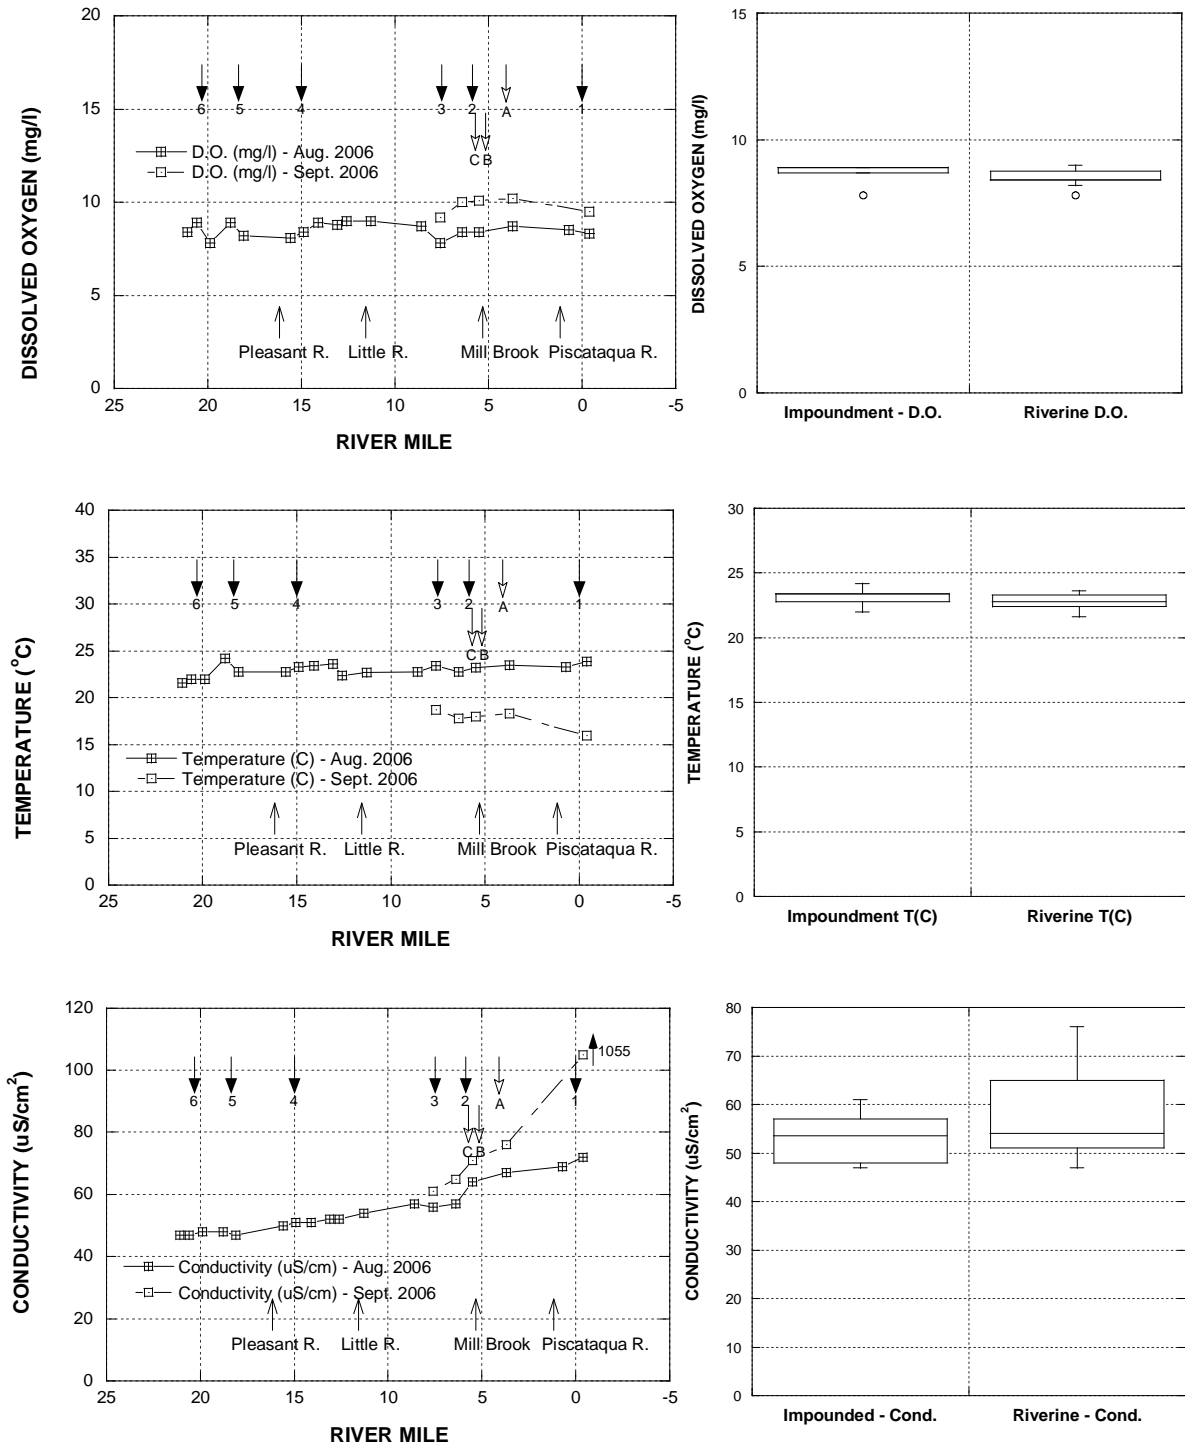 20
15
10
5
0
DISSOLVED OXYGEN (mg/l)
6 5 4 3 2 A 1
C B
D.O. (mg/l) - Aug. 2006
D.O. (mg/l) - Sept. 2006
Pleasant R. Little R. Mill Brook Piscataqua R.
25 20 15 10 5 0 -5
RIVER MILE
15
10
5
0
DISSOLVED OXYGEN (mg/l)
Impoundment - D.O. Riverine D.O.
40
35
30
25
20
15
10
5
0
TEMPERATURE (°C)
6 5 4 3 2 A 1
C B
Temperature (C) - Aug. 2006
Temperature (C) - Sept. 2006
Pleasant R. Little R. Mill Brook Piscataqua R.
25 20 15 10 5 0 -5
RIVER MILE
30
25
20
15
10
5
0
TEMPERATURE (°C)
Impoundment T(C) Riverine T(C)
120
100
80
60
40
20
0
CONDUCTIVITY (uS/cm²)
1055
6 5 4 3 2 A 1
C B
Conductivity (uS/cm) - Aug. 2006
Conductivity (uS/cm) - Sept. 2006
Pleasant R. Little R. Mill Brook Piscataqua R.
25 20 15 10 5 0 -5
RIVER MILE
80
70
60
50
40
30
20
10
0
CONDUCTIVITY (uS/cm²)
Impounded - Cond. Riverine - Cond.